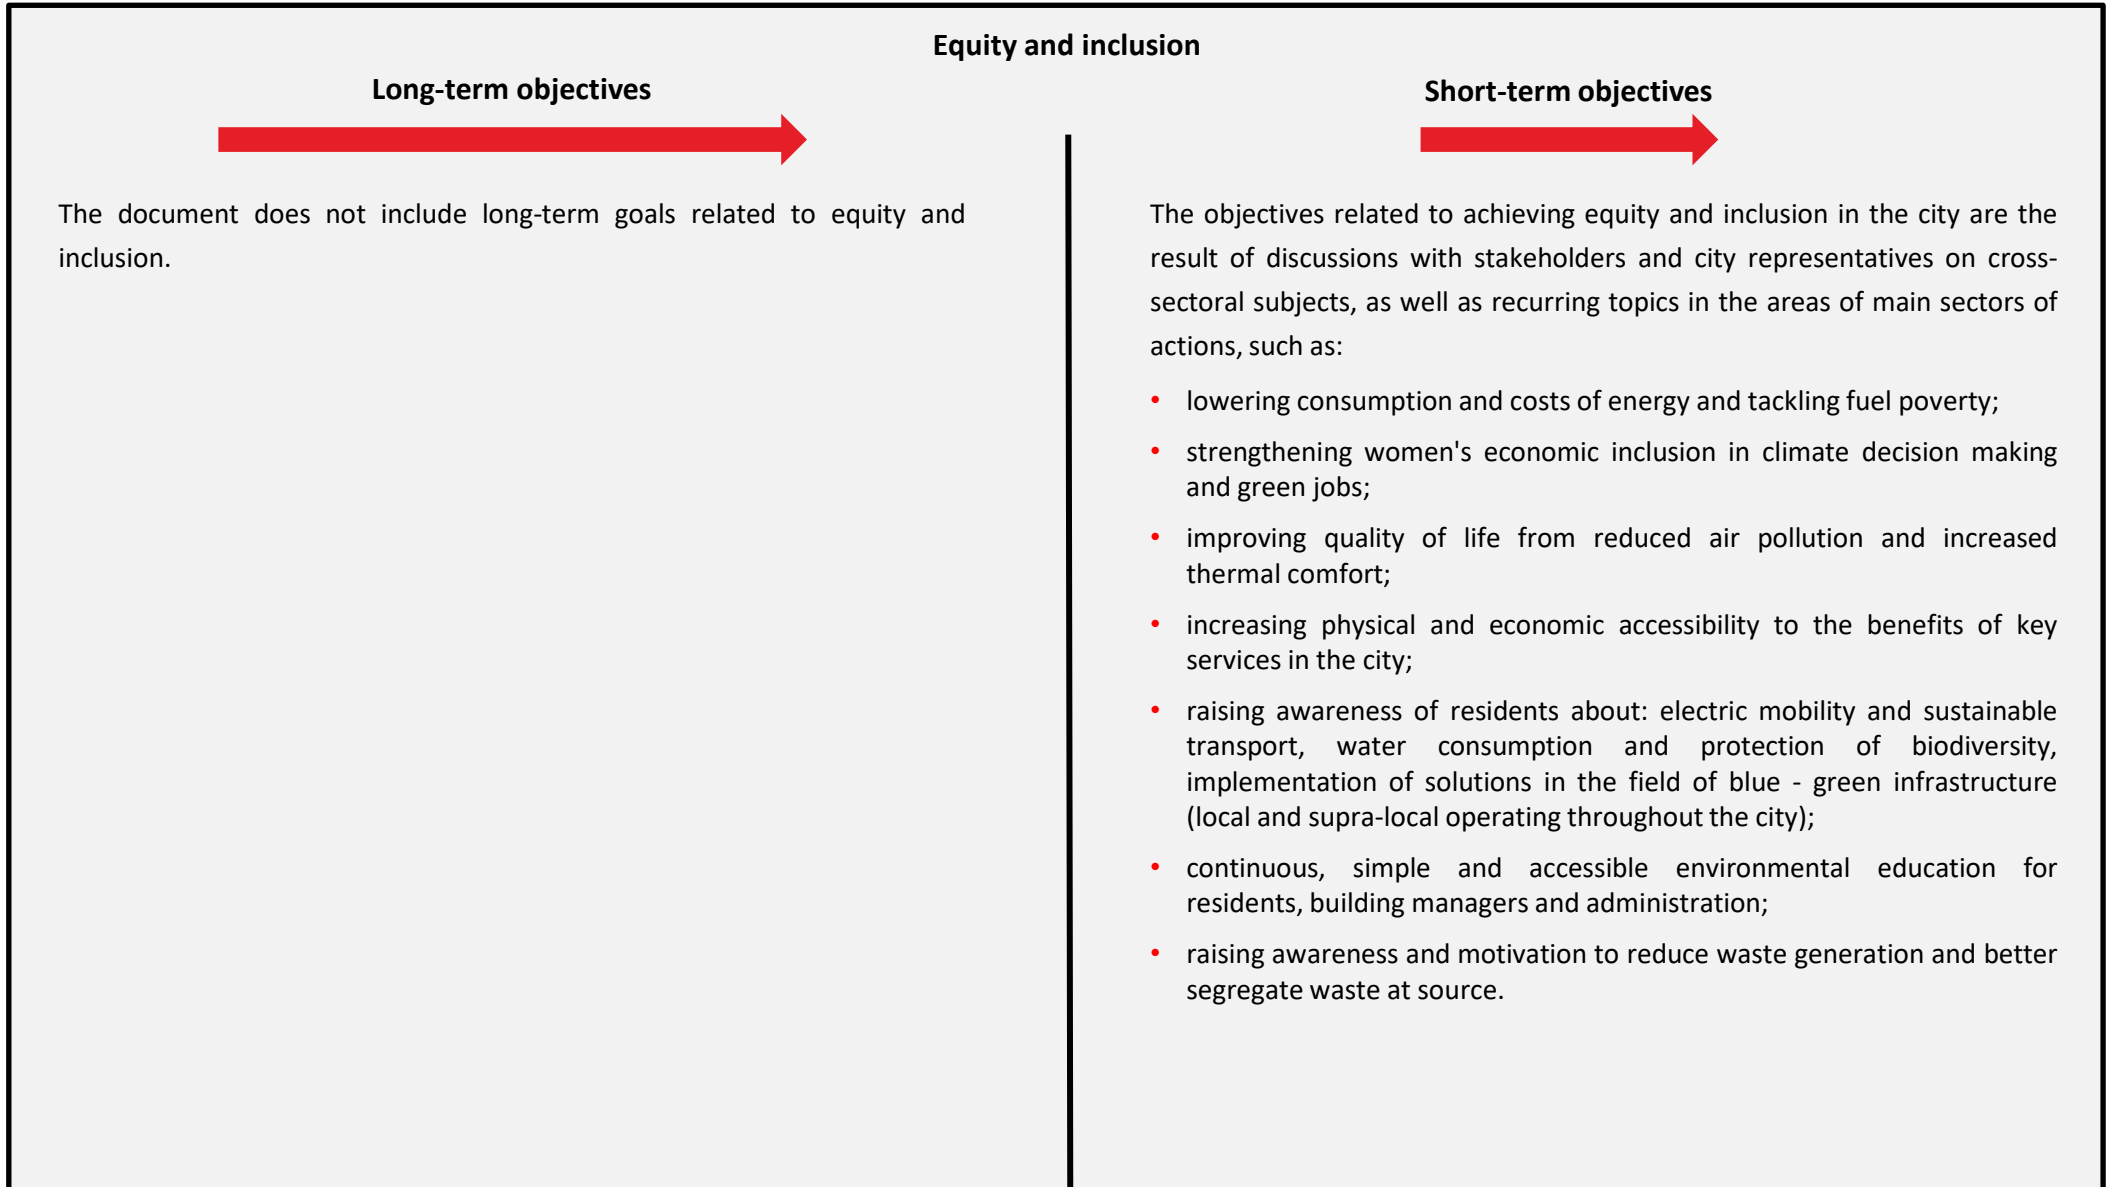 Equity and inclusion
Long-term objectives
The document does not include long-term goals related to equity and
inclusion.
Short-term objectives
The objectives related to achieving equity and inclusion in the city are the
result of discussions with stakeholders and city representatives on cross-
sectoral subjects, as well as recurring topics in the areas of main sectors of
actions, such as:
• lowering consumption and costs of energy and tackling fuel poverty;
• strengthening women's economic inclusion in climate decision making
and green jobs;
• improving quality of life from reduced air pollution and increased
thermal comfort;
• increasing physical and economic accessibility to the benefits of key
services in the city;
• raising awareness of residents about: electric mobility and sustainable
transport, water consumption and protection of biodiversity,
implementation of solutions in the field of blue - green infrastructure
(local and supra-local operating throughout the city);
• continuous, simple and accessible environmental education for
residents, building managers and administration;
• raising awareness and motivation to reduce waste generation and better
segregate waste at source.